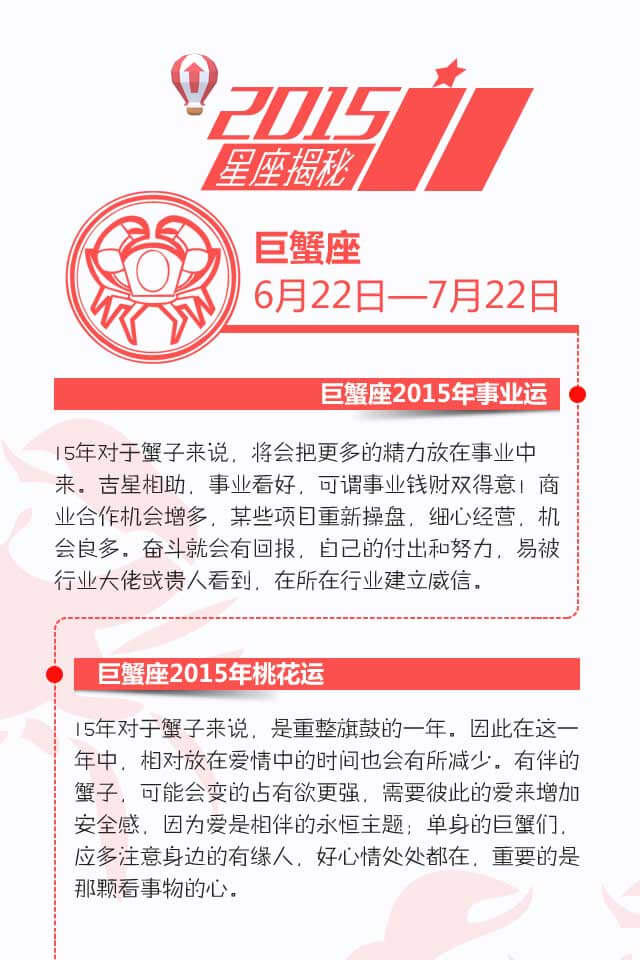 2015
星座揭秘
巨蟹座
6月22日—7月22日
巨蟹座2015年事业运
15年对于蟹子来说，将会把更多的精力放在事业中
来。吉星相助，事业看好，可谓事业钱财双得意！商
业合作机会增多，某些项目重新操盘，细心经营，机
会良多。奋斗就会有回报，自己的付出和努力，易被
行业大佬或贵人看到，在所在行业建立威信。
巨蟹座2015年桃花运
15年对于蟹子来说，是重整旗鼓的一年。因此在这一
年中，相对放在爱情中的时间也会有所减少。有伴的
蟹子，可能会变的占有欲更强，需要彼此的爱来增加
安全感，因为爱是相伴的永恒主题；单身的巨蟹们，
应多注意身边的有缘人，好心情处处都在，重要的是
那颗看事物的心。